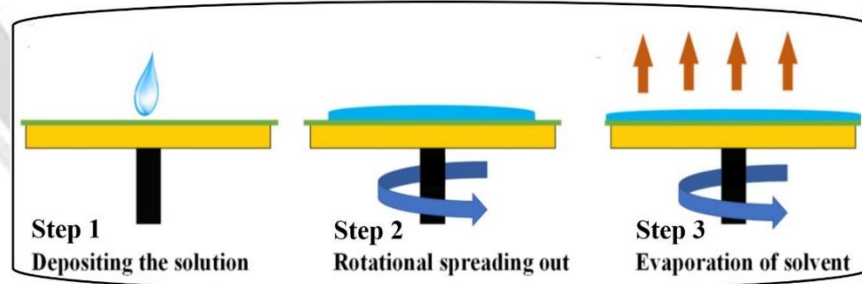 Step 1
Depositing the solution
Step 2
Rotational spreading out
Step 3
Evaporation of solvent